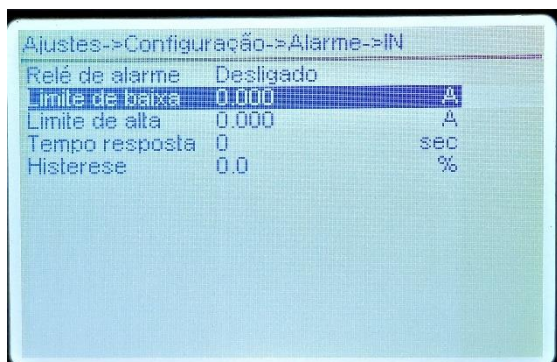 Ajustes->Configuração->Alarme->IN
Relé de alarme Desligado
Limite de baixa 0.000 A
Limite de alta 0.000 A
Tempo resposta 0 sec
Histerese 0.0 %